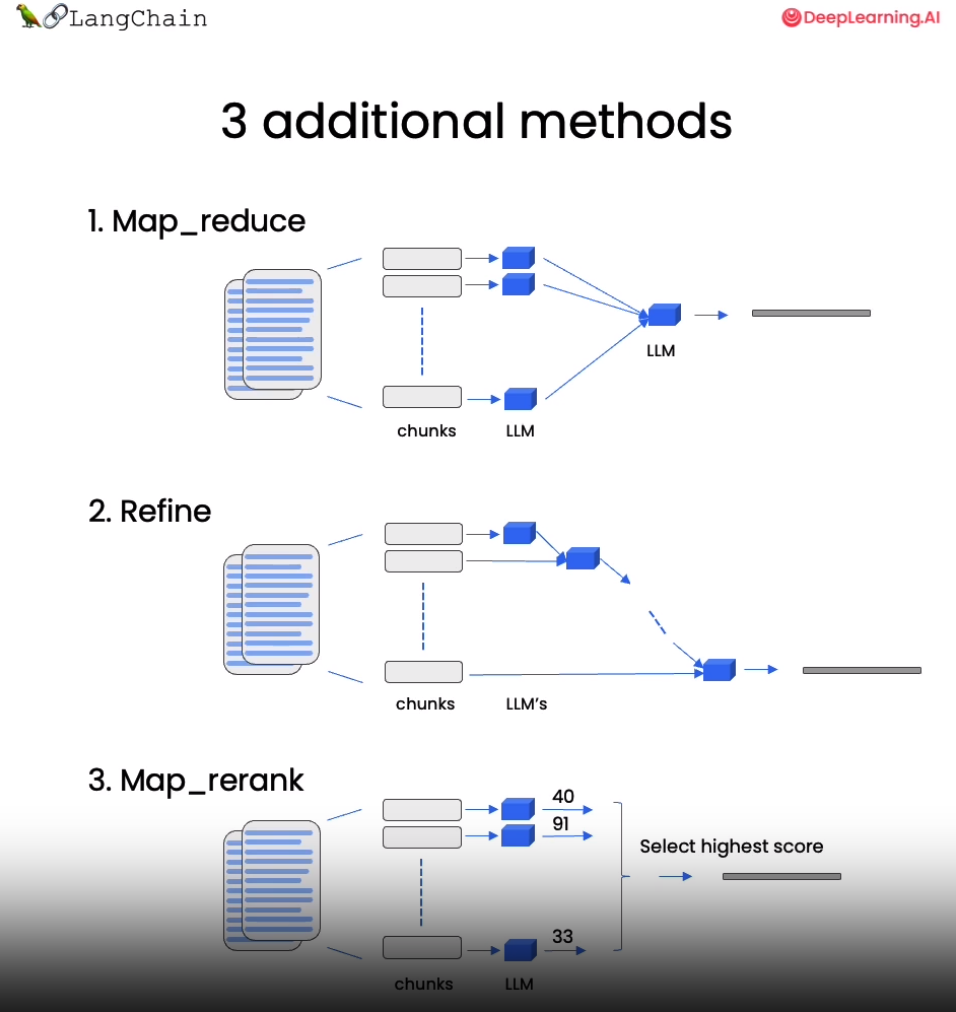 LangChain
DeepLearning.AI
3 additional methods
1. Map_reduce
LLM
chunks
LLM
2. Refine
chunks
LLM's
3. Map_rerank
40
91
Select highest score
33
chunks
LLM